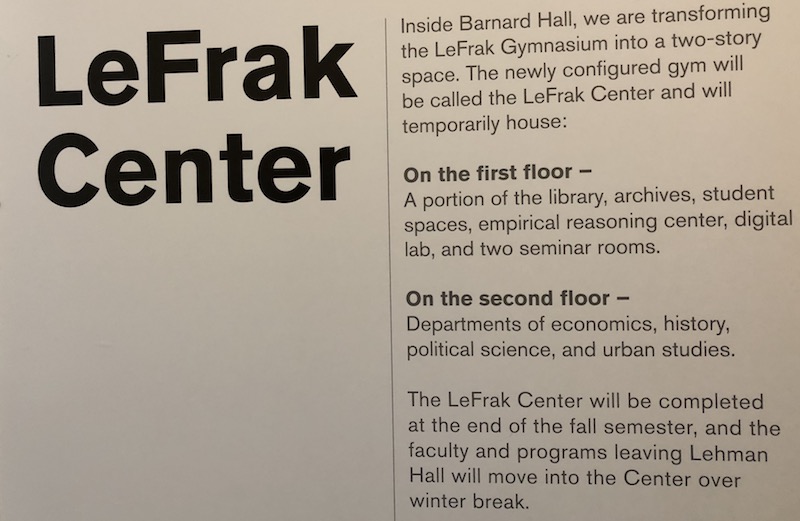 LeFrak
Center
Inside Barnard Hall, we are transforming
the LeFrak Gymnasium into a two-story
space. The newly configured gym will
be called the LeFrak Center and will
temporarily house:
On the first floor –
A portion of the library, archives, student
spaces, empirical reasoning center, digital
lab, and two seminar rooms.
On the second floor –
Departments of economics, history,
political science, and urban studies.
The LeFrak Center will be completed
at the end of the fall semester, and the
faculty and programs leaving Lehman
Hall will move into the Center over
winter break.